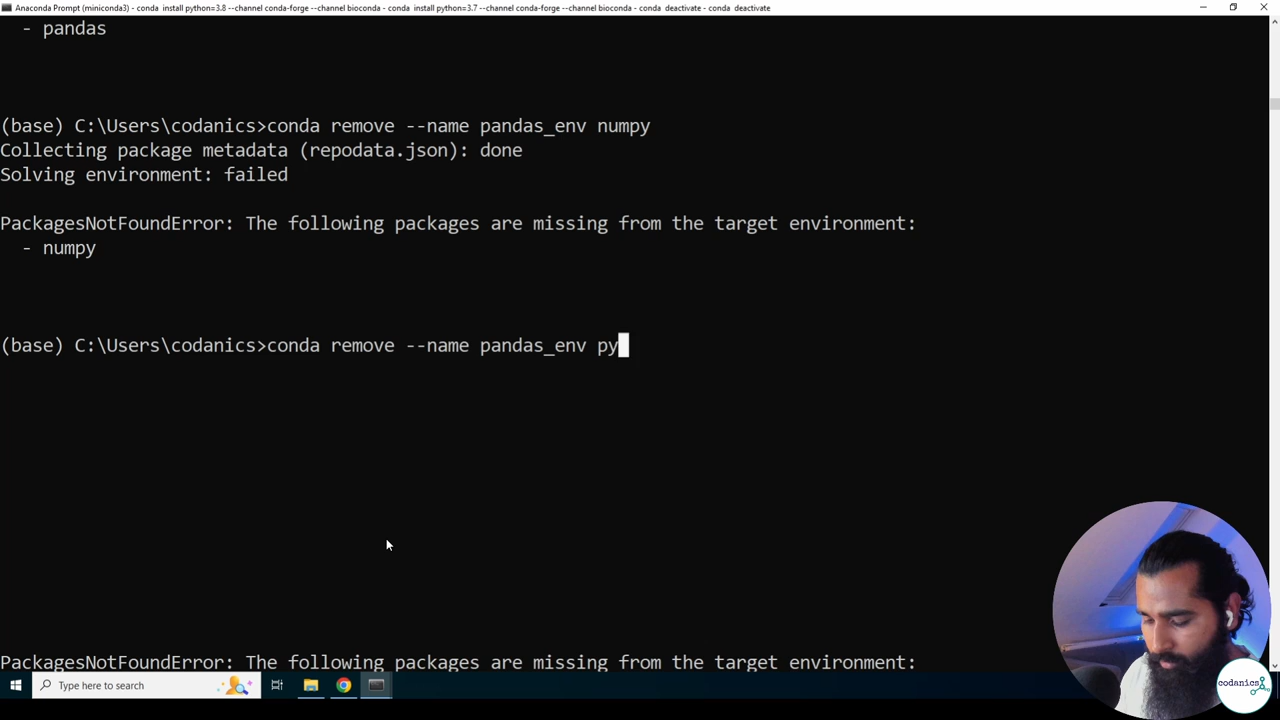 Anaconda Prompt (miniconda3) - conda install python=3.8 --channel conda-forge --channel bioconda - conda install python=3.7 --channel conda-forge --channel bioconda - conda deactivate - conda deactivate
- pandas
(base) C:\Users\codanics>conda remove --name pandas_env numpy
Collecting package metadata (repodata.json): done
Solving environment: failed
PackagesNotFoundError: The following packages are missing from the target environment:
- numpy
(base) C:\Users\codanics>conda remove --name pandas_env py
PackagesNotFoundError: The following packages are missing from the target environment:
Type here to search
codanics